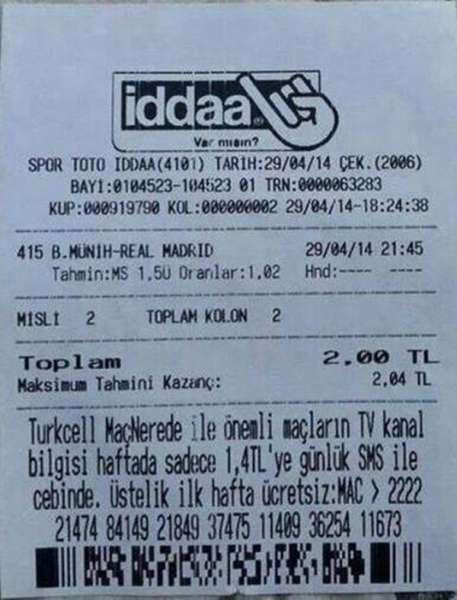 iddaa
Var mısın?
SPOR TOTO IDDAA(4101) TARİH:29/04/14 ÇEK.(2006)
BAYİ:0104523-104523 01 TRN:0000063283
KUP:000919790 KOL:000000002 29/04/14-18:24:38
415 B.MÜNİH-REAL MADRID 29/04/14 21:45
Tahmin:MS 1.5Ü Oranlar:1.02 Hnd:---- ----
MİSLİ 2 TOPLAM KOLON 2
Toplam 2.00 TL
Maksimum Tahmini Kazanç: 2.04 TL
Turkcell MaçNerede ile önemli maçların TV kanal
bilgisi haftada sadece 1,4TL'ye günlük SMS ile
cebinde. Üstelik ilk hafta ücretsiz:MAC > 2222
21474 84149 21849 37475 11409 36254 11673